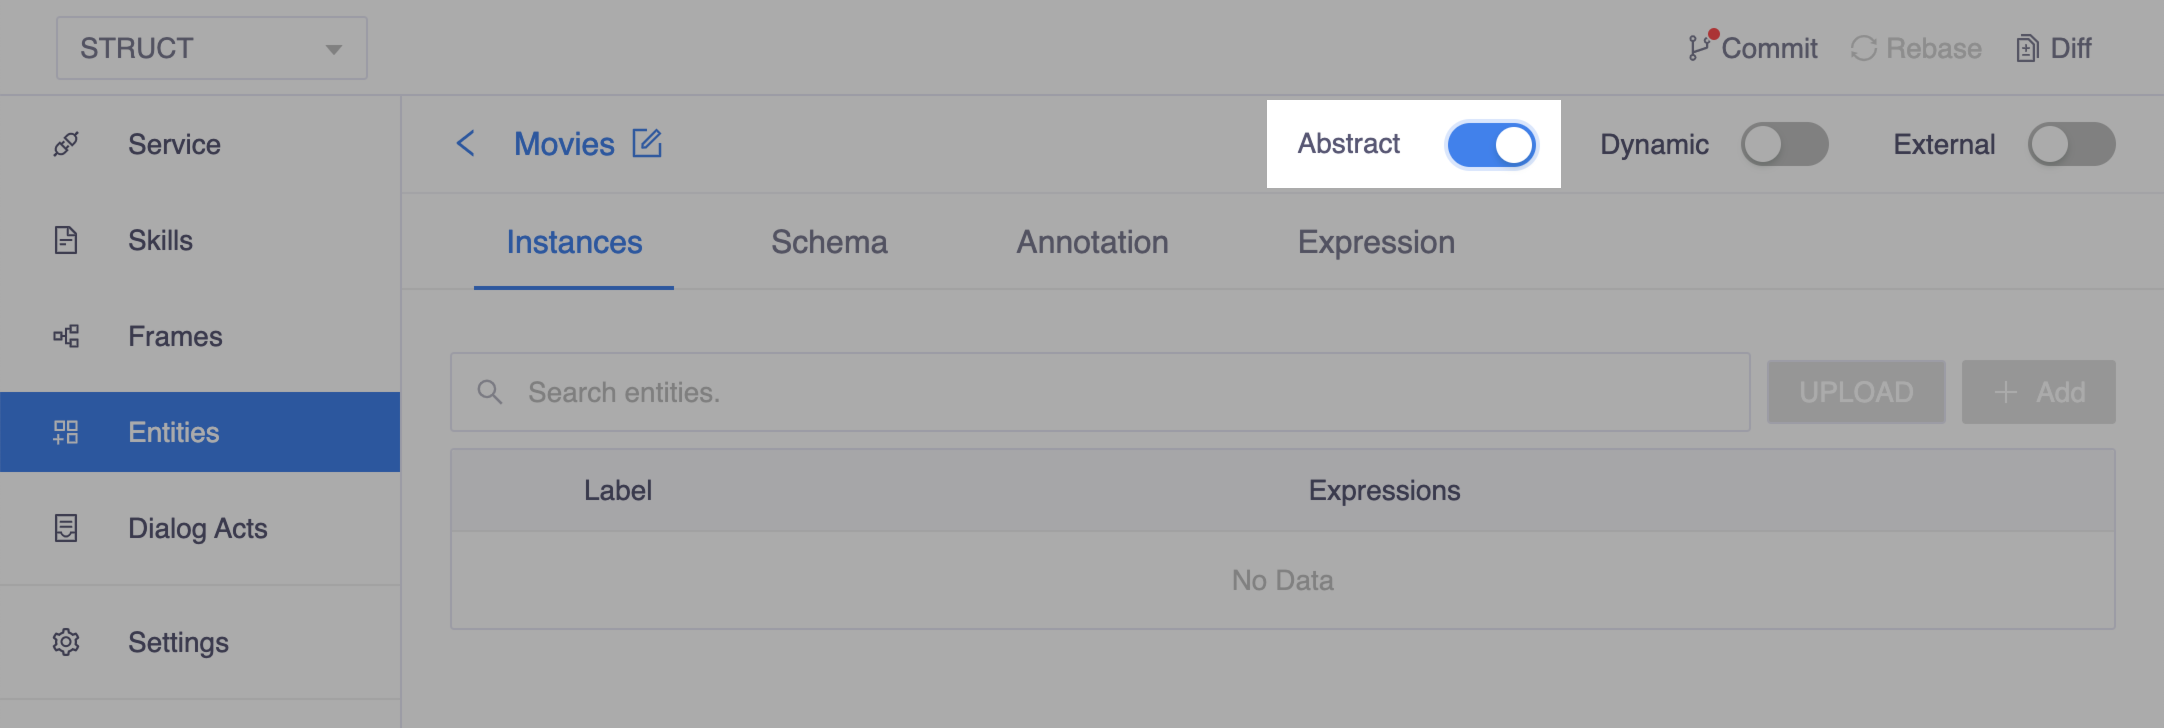 STRUCT
Commit
Rebase
Diff
Service
Skills
Frames
Entities
Dialog Acts
Settings
Movies
Abstract
Dynamic
External
Instances
Schema
Annotation
Expression
Search entities.
UPLOAD
+ Add
Label
Expressions
No Data